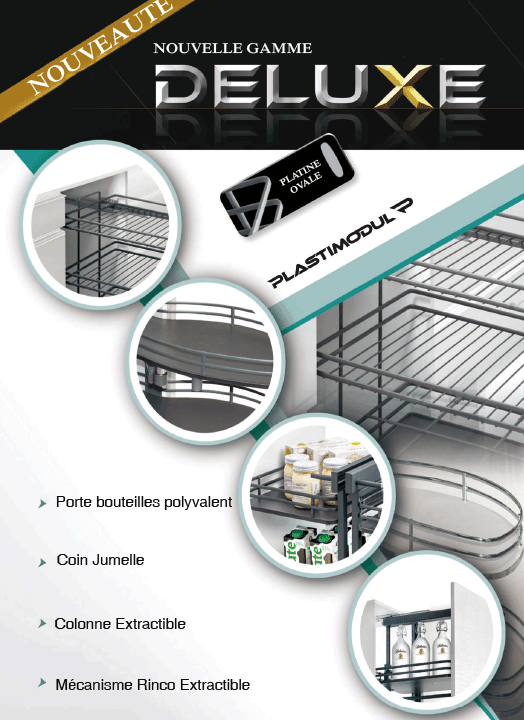 NOUVEAUTE
NOUVELLE GAMME
DELUXE
PLATINE
OVALE
PLASTIMODUL
Porte bouteilles polyvalent
Coin Jumelle
Colonne Extractible
Mécanisme Rinco Extractible